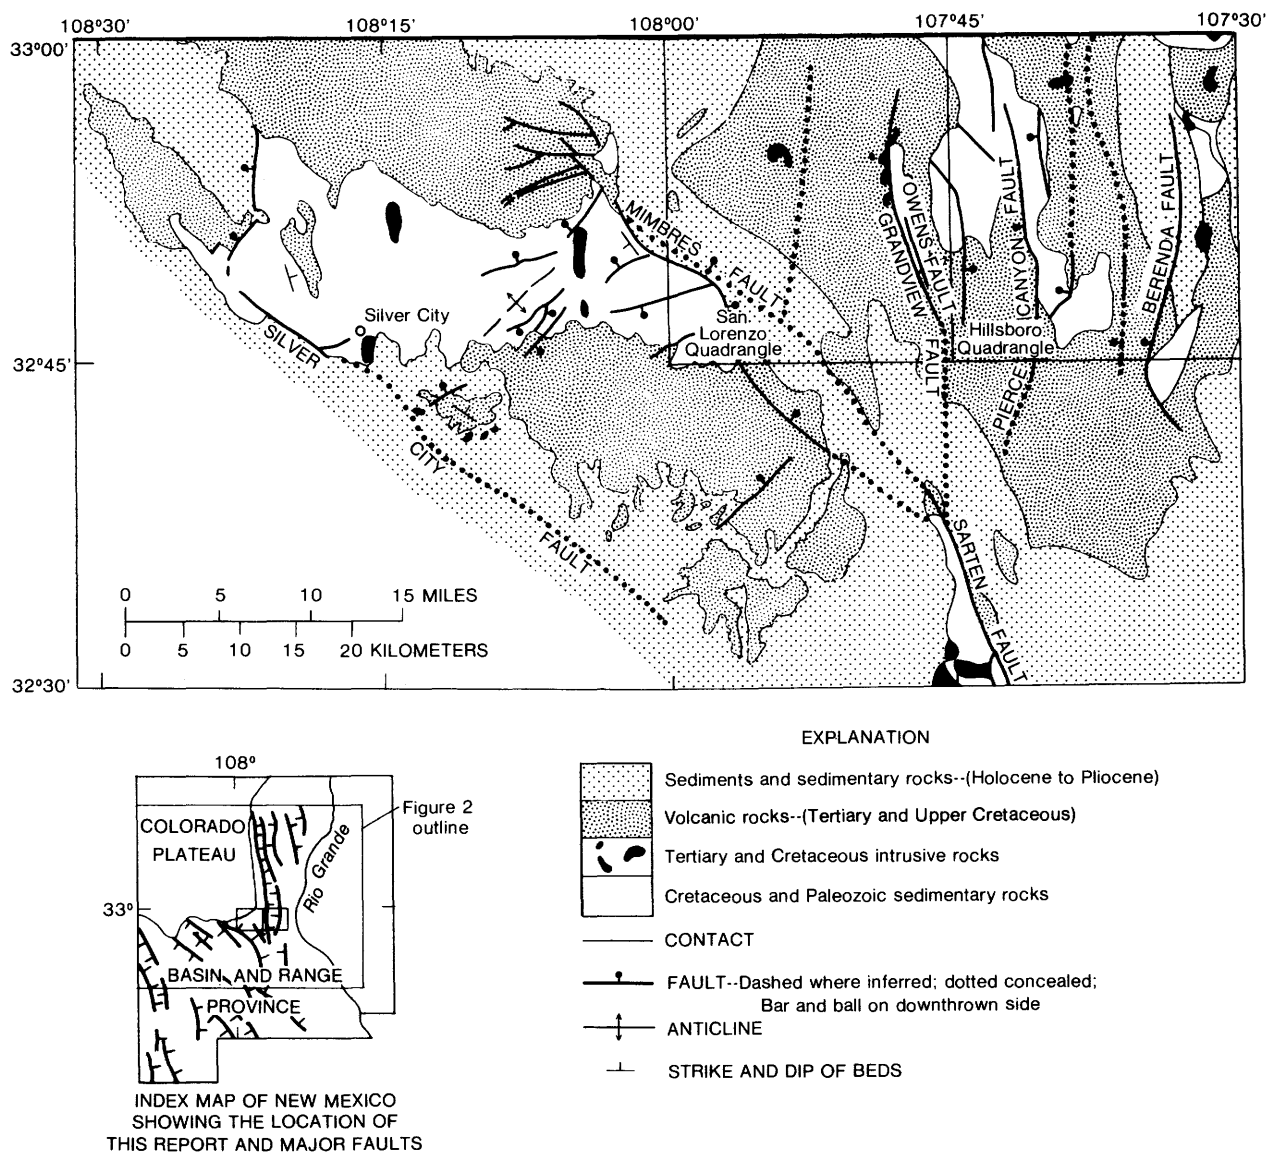 108°30' 108°15' 108°00' 107°45' 107°30'
33°00'
32°45'
32°30'
MIMBRES FAULT
OWENS FAULT
GRANDVIEW FAULT
CANYON FAULT
PIERCE
BERENDA FAULT
Silver City
SILVER CITY FAULT
San
Lorenzo
Quadrangle
Hillsboro
Quadrangle
SARTEN FAULT
0 5 10 15 MILES
0 5 10 15 20 KILOMETERS
108°
33°
COLORADO
PLATEAU
Rio Grande
Figure 2
outline
BASIN AND RANGE
PROVINCE
INDEX MAP OF NEW MEXICO
SHOWING THE LOCATION OF
THIS REPORT AND MAJOR FAULTS
EXPLANATION
Sediments and sedimentary rocks--(Holocene to Pliocene)
Volcanic rocks--(Tertiary and Upper Cretaceous)
Tertiary and Cretaceous intrusive rocks
Cretaceous and Paleozoic sedimentary rocks
CONTACT
FAULT--Dashed where inferred; dotted concealed;
Bar and ball on downthrown side
ANTICLINE
STRIKE AND DIP OF BEDS